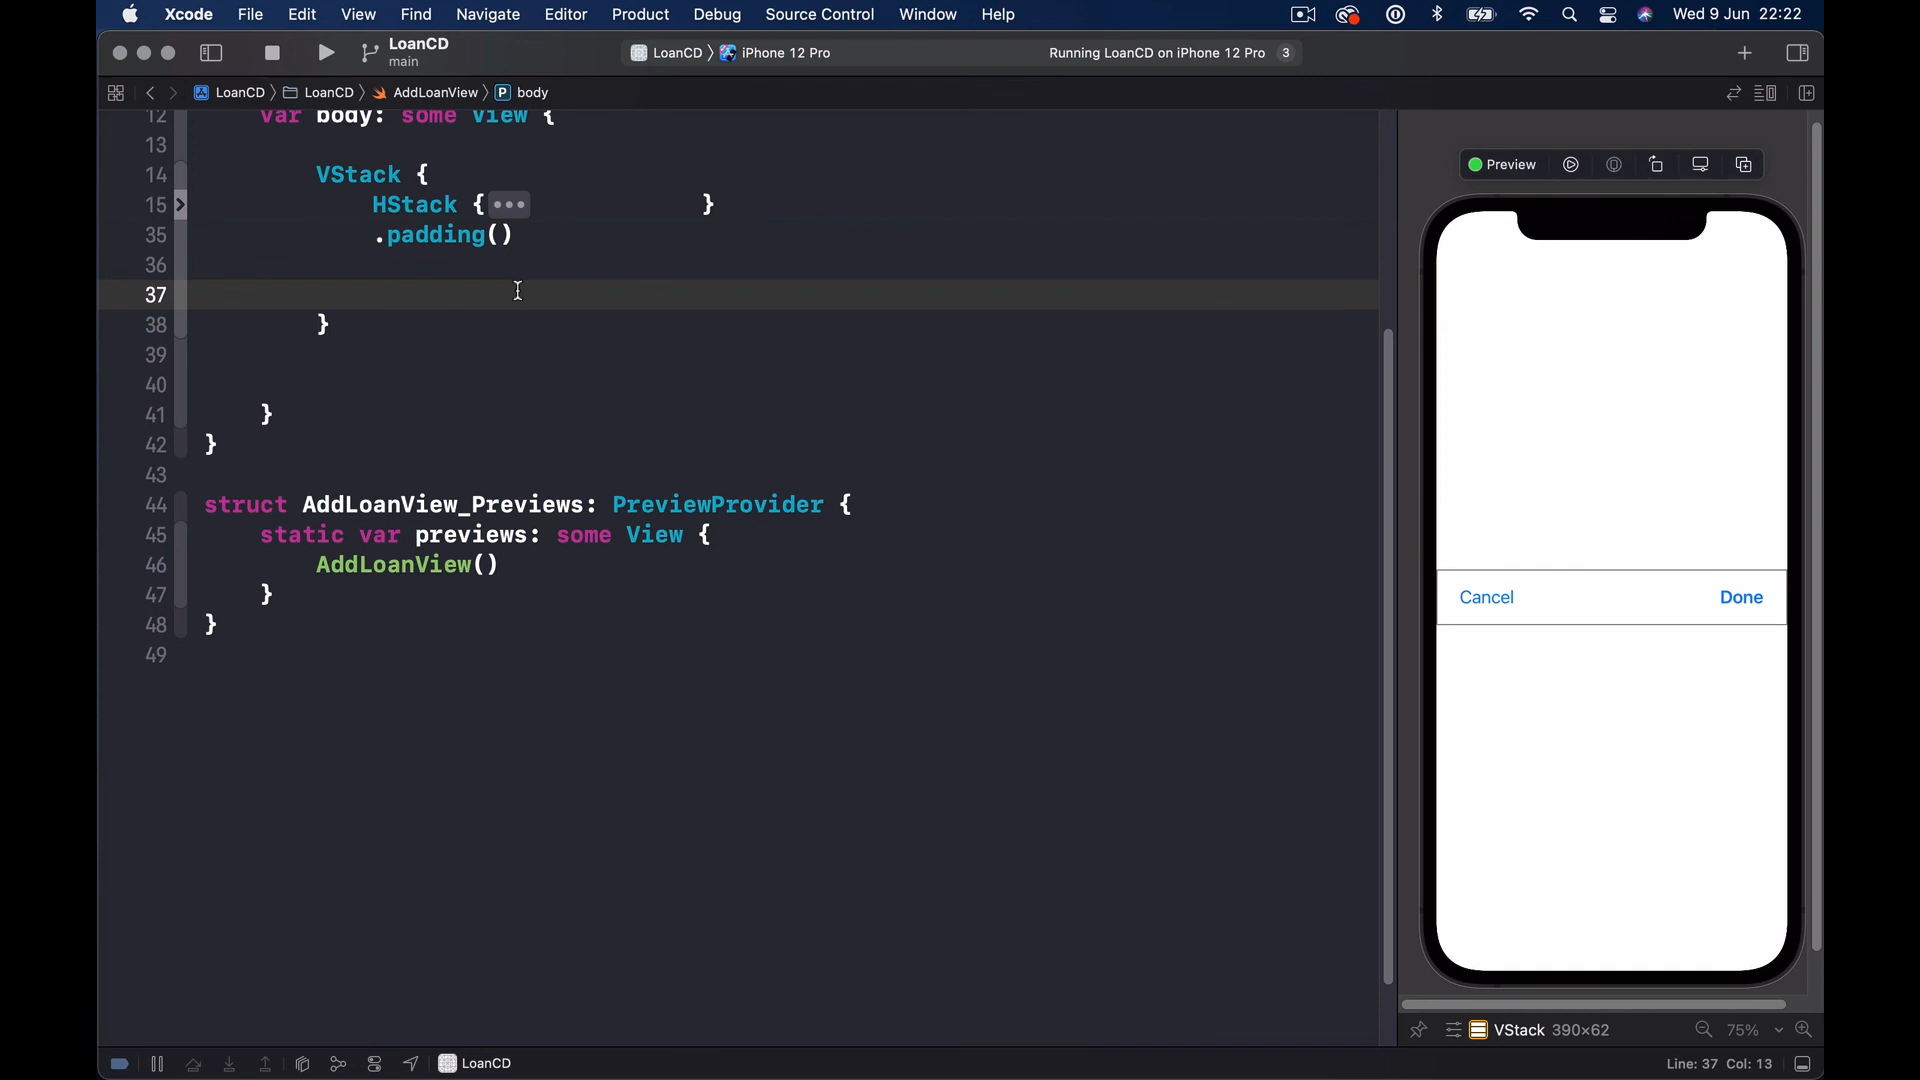 Xcode File Edit View Find Navigate Editor Product Debug Source Control Window Help Wed 9 Jun 22:22
LoanCD
main
LoanCD 〉 iPhone 12 Pro Running LoanCD on iPhone 12 Pro 3
LoanCD 〉 LoanCD 〉 AddLoanView 〉 P body
12 var body: some View {
13
14 VStack {
15 HStack {••• }
35 .padding()
36
37
38 }
39
40
41 }
42 }
43
44 struct AddLoanView_Previews: PreviewProvider {
45 static var previews: some View {
46 AddLoanView()
47 }
48 }
49
Preview
Cancel Done
VStack 390×62 75%
LoanCD Line: 37 Col: 13